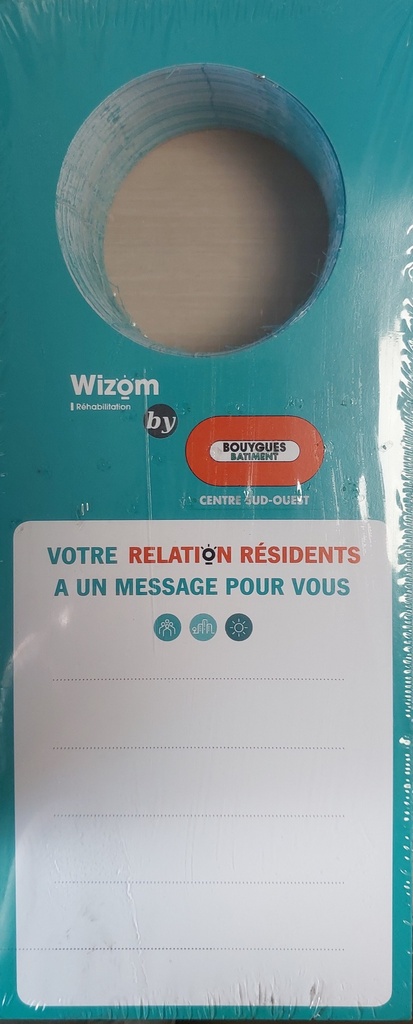 Wizom
Réhabilitation
by
BOUYGUES
BATIMENT
CENTRE SUD-OUEST
VOTRE RELATION RÉSIDENTS
A UN MESSAGE POUR VOUS